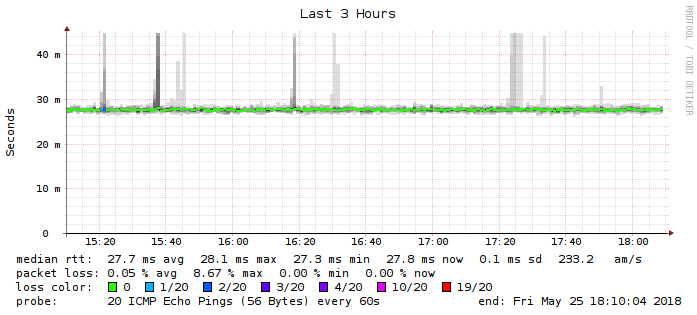 Last 3 Hours
RRDTOOL / TOBI OETIKER
Seconds
40 m
30 m
20 m
10 m
0
15:20 15:40 16:00 16:20 16:40 17:00 17:20 17:40 18:00
median rtt: 27.7 ms avg 28.1 ms max 27.3 ms min 27.8 ms now 0.1 ms sd 233.2 am/s
packet loss: 0.05 % avg 8.67 % max 0.00 % min 0.00 % now
loss color: 0 1/20 2/20 3/20 4/20 10/20 19/20
probe: 20 ICMP Echo Pings (56 Bytes) every 60s end: Fri May 25 18:10:04 2018